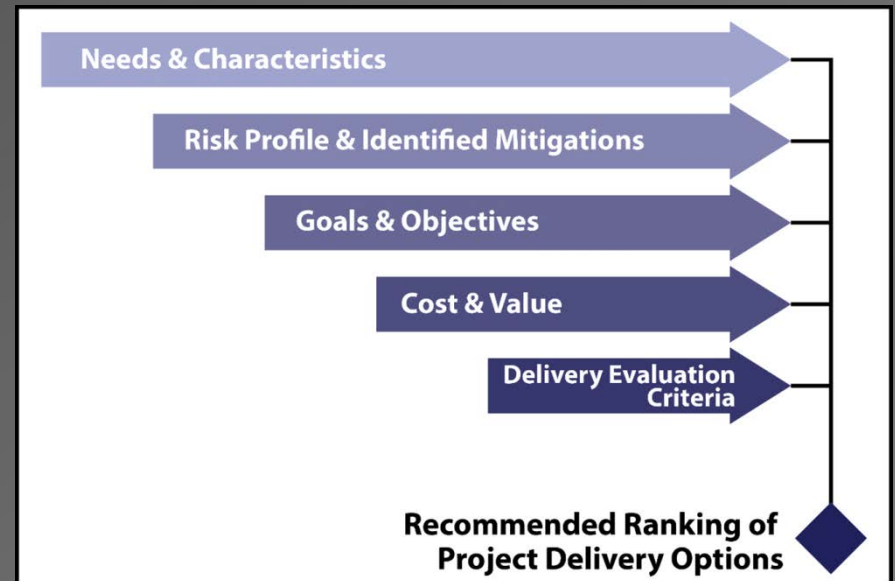 Needs & Characteristics
Risk Profile & Identified Mitigations
Goals & Objectives
Cost & Value
Delivery Evaluation
Criteria
Recommended Ranking of
Project Delivery Options